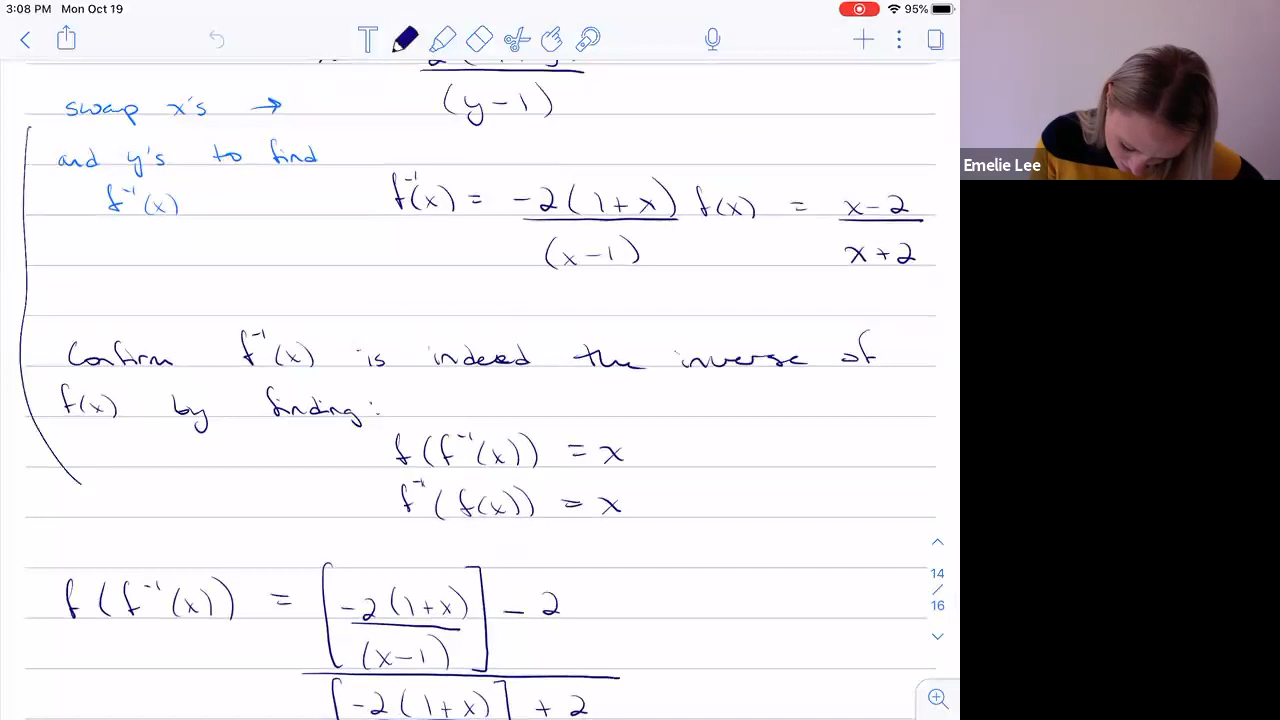 3:08 PM Mon Oct 19
95%
swap x's → (y-1)
and y's to find
f⁻¹(x)
f⁻¹(x) = -2(1+x) / (x-1) f(x) = x-2 / x+2
Confirm f⁻¹(x) is indeed the inverse of
f(x) by finding:
f(f⁻¹(x)) = x
f⁻¹(f(x)) = x
f(f⁻¹(x)) = [-2(1+x) / (x-1)] - 2
[-2(1+x)] + 2
14
/
16
Emelie Lee